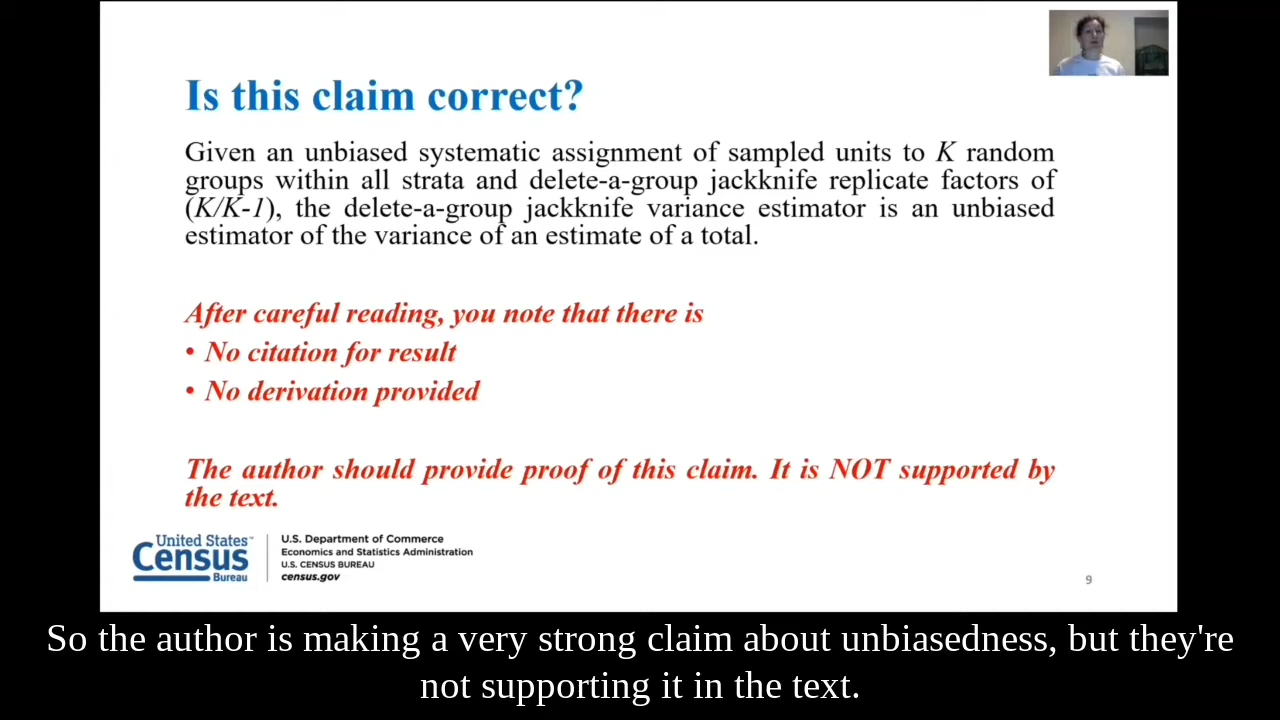 Is this claim correct?
Given an unbiased systematic assignment of sampled units to K random
groups within all strata and delete-a-group jackknife replicate factors of
(K/K-1), the delete-a-group jackknife variance estimator is an unbiased
estimator of the variance of an estimate of a total.
After careful reading, you note that there is
• No citation for result
• No derivation provided
The author should provide proof of this claim. It is NOT supported by
the text.
United States™
Census
Bureau
U.S. Department of Commerce
Economics and Statistics Administration
U.S. CENSUS BUREAU
census.gov
9
So the author is making a very strong claim about unbiasedness, but they're
not supporting it in the text.